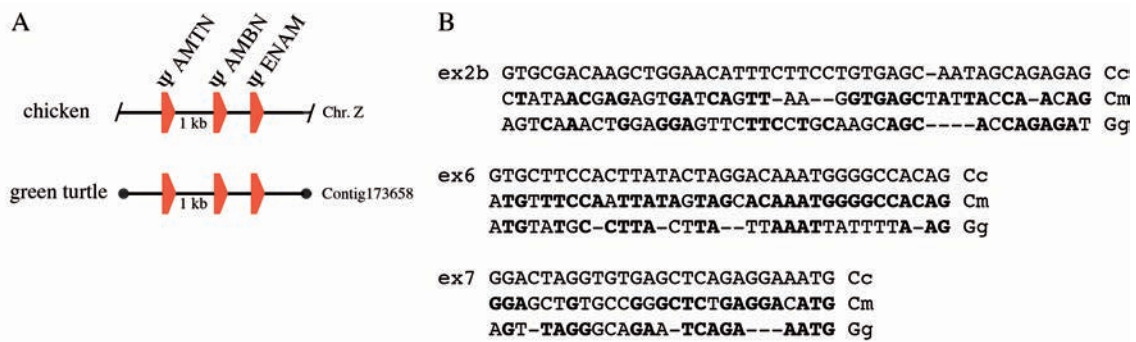 A
Ψ AMTN
Ψ AMBN
Ψ ENAM
chicken
1 kb
Chr. Z
green turtle
1 kb
Contig173658
B
ex2b GTGCGACAAGCTGGAACATTTCTTCCTGTGAGC-AATAGCAGAGAG Cc
CTATAACGAGAGTGATCAGTT-AA--GGTGAGCTATTACCA-ACAG Cm
AGTCAAACTGGAGGAGTTCTTCCTGCAAGCAGC----ACCAGAGAT Gg
ex6 GTGCTTCCACTTATACTAGGACAAATGGGGCCACAG Cc
ATGTTTCCAATTATAGTAGCACAAATGGGGCCACAG Cm
ATGTATGC-CTTA-CTTA--TTAAATTATTTTA-AG Gg
ex7 GGACTAGGTGTGAGCTCAGAGGAAATG Cc
GGAGCTGTGCCGGGCTCTGAGGACATG Cm
AGT-TAGGGCAGAA-TCAGA---AATG Gg